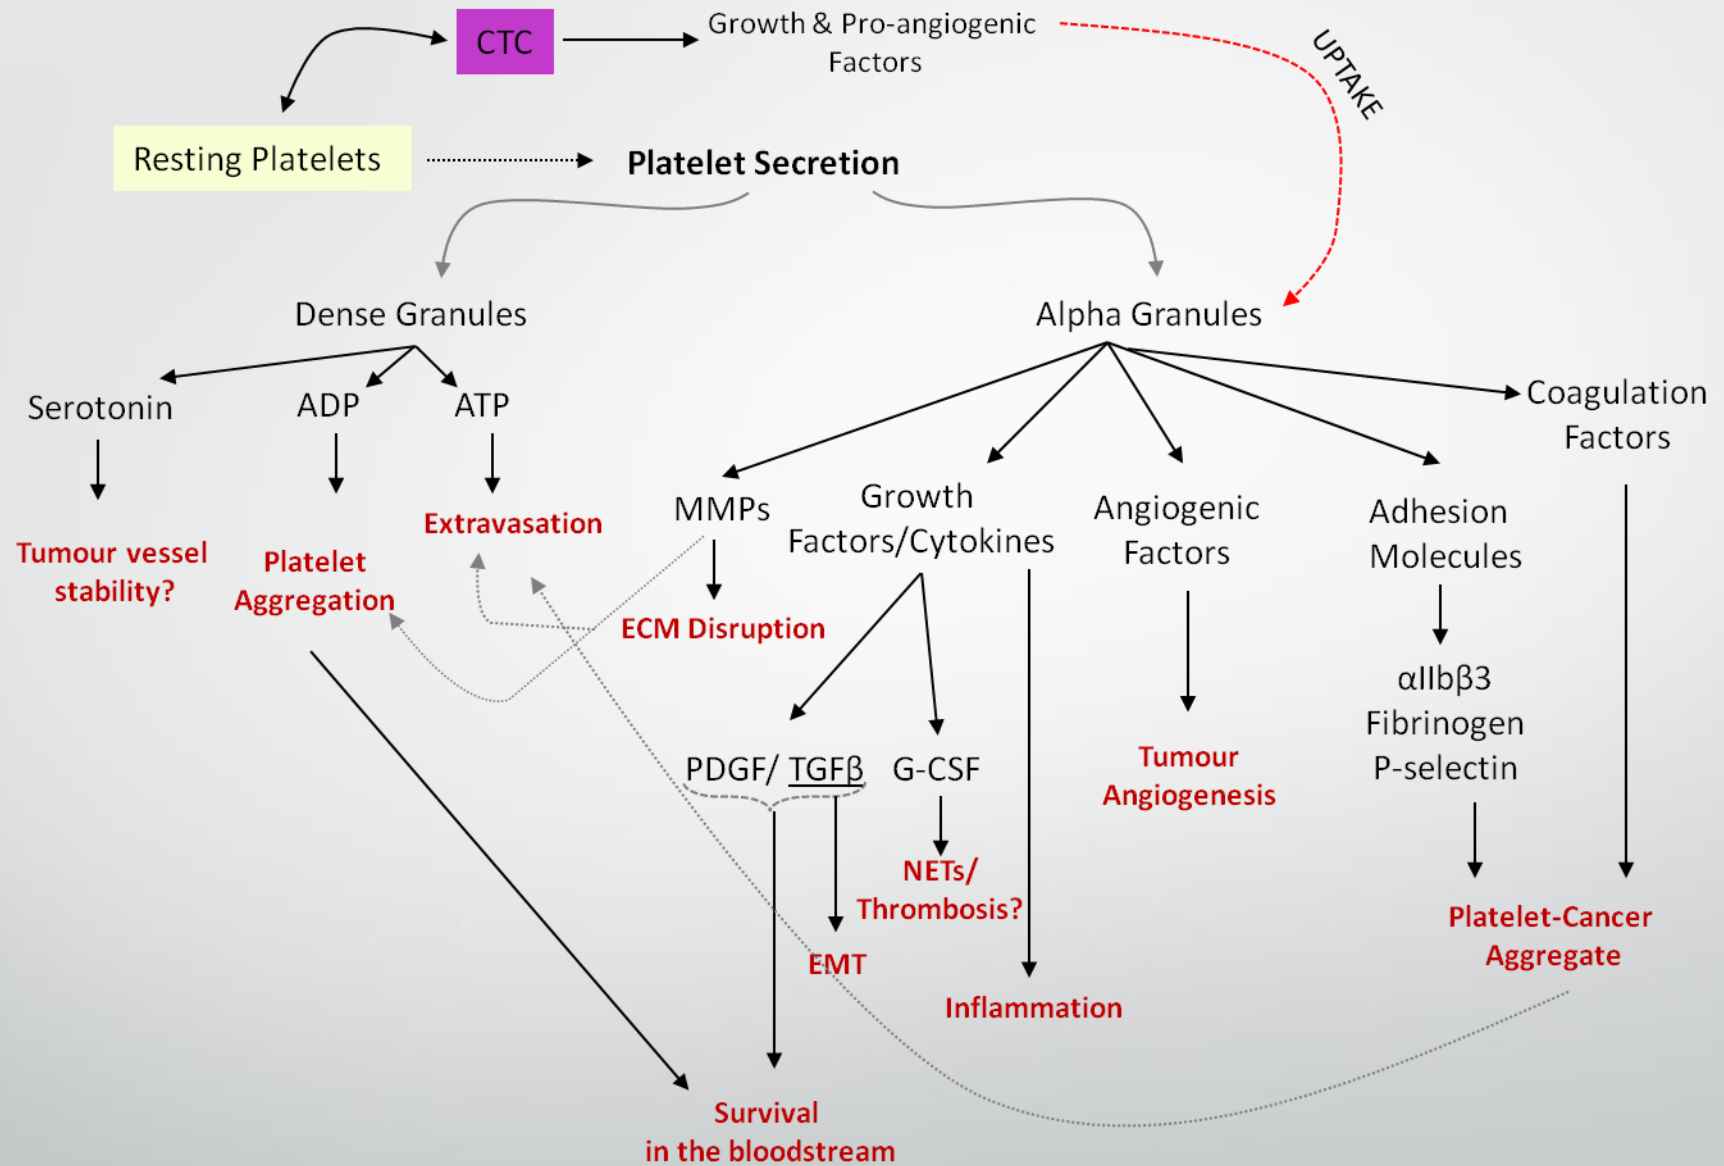 CTC
Growth & Pro-angiogenic
Factors
UPTAKE
Resting Platelets
Platelet Secretion
Dense Granules
Alpha Granules
Serotonin
ADP
ATP
Coagulation
Factors
Tumour vessel
stability?
Platelet
Aggregation
Extravasation
MMPs
Growth
Factors/Cytokines
Angiogenic
Factors
Adhesion
Molecules
ECM Disruption
αIIbβ3
Fibrinogen
P-selectin
PDGF/ TGFβ
G-CSF
Tumour
Angiogenesis
NETs/
Thrombosis?
EMT
Inflammation
Platelet-Cancer
Aggregate
Survival
in the bloodstream